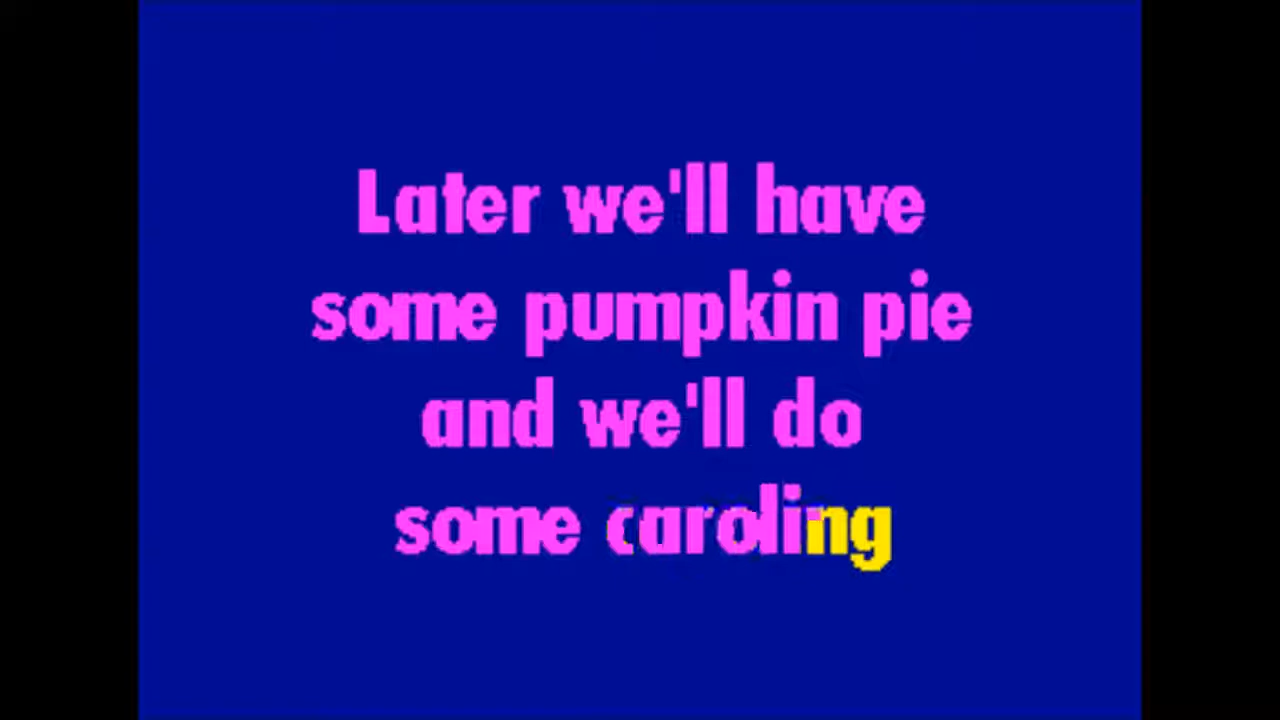 Later we'll have
some pumpkin pie
and we'll do
some caroling